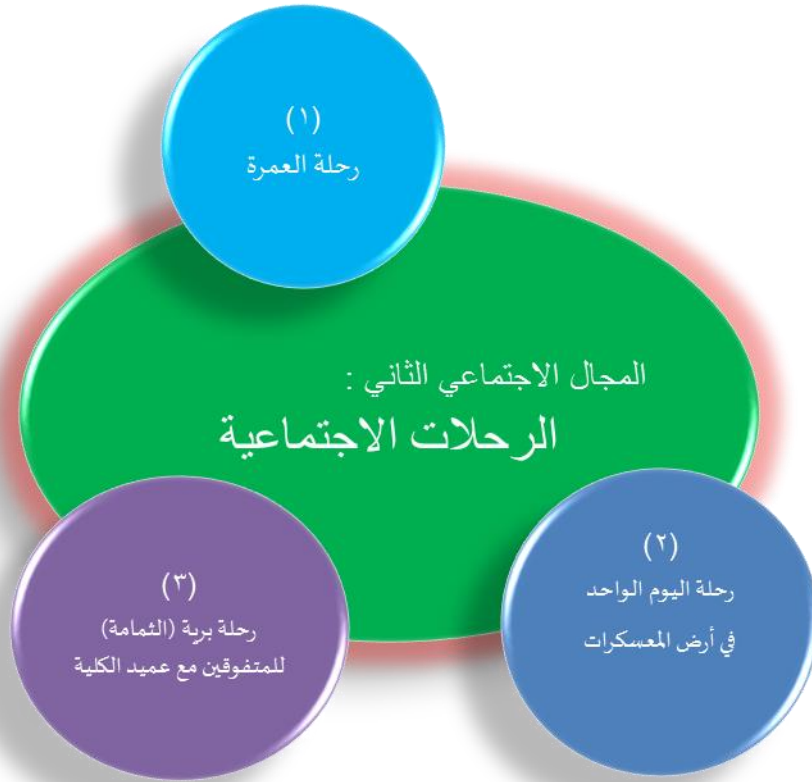 (١)
رحلة العمرة
المجال الاجتماعي الثاني :
الرحلات الاجتماعية
(٢)
رحلة اليوم الواحد
في أرض المعسكرات
(٣)
رحلة برية (الثمامة)
للمتفوقين مع عميد الكلية